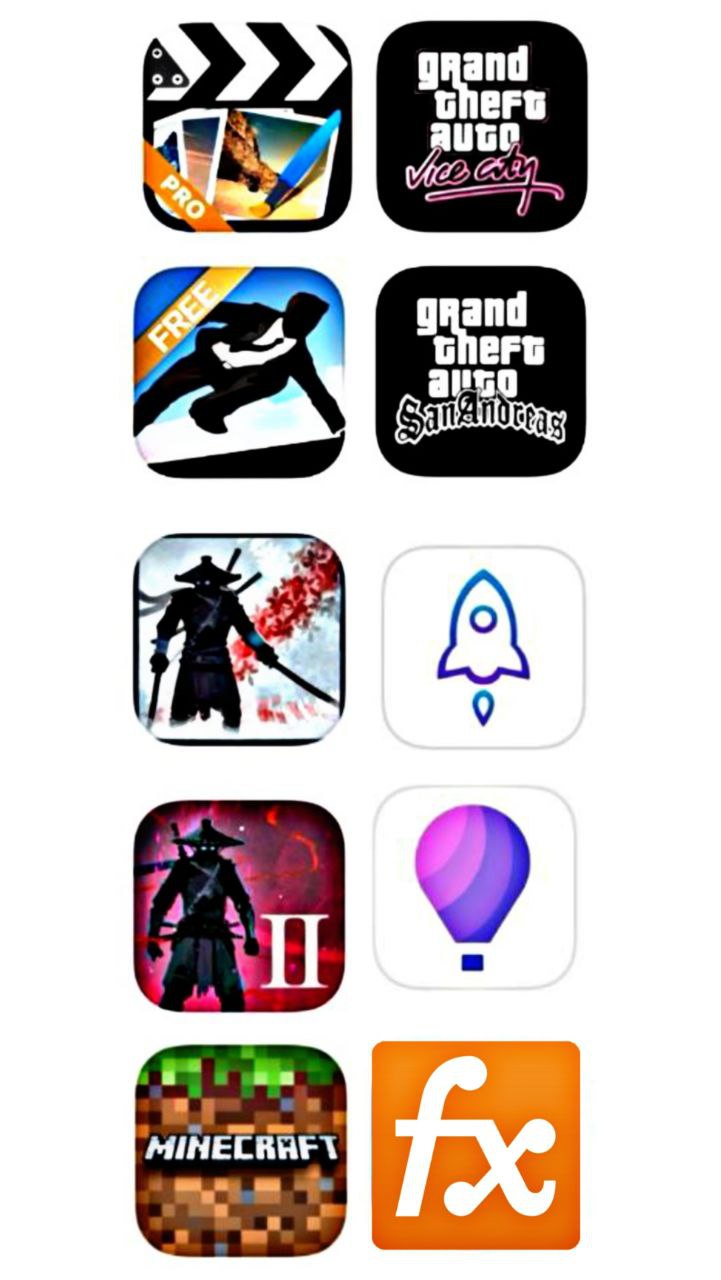 PRO
grand
theft
auto
vice city
FREE
grand
theft
auto
San Andreas
II
MINECRAFT
fx